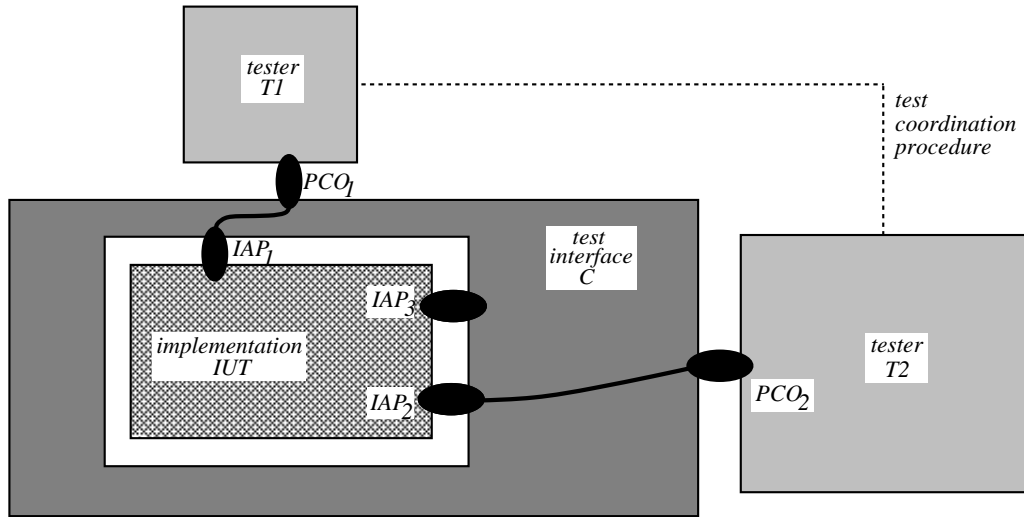 tester
T1
test
coordination
procedure
PCO1
IAP1
test
interface
C
IAP3
implementation
IUT
tester
T2
IAP2
PCO2